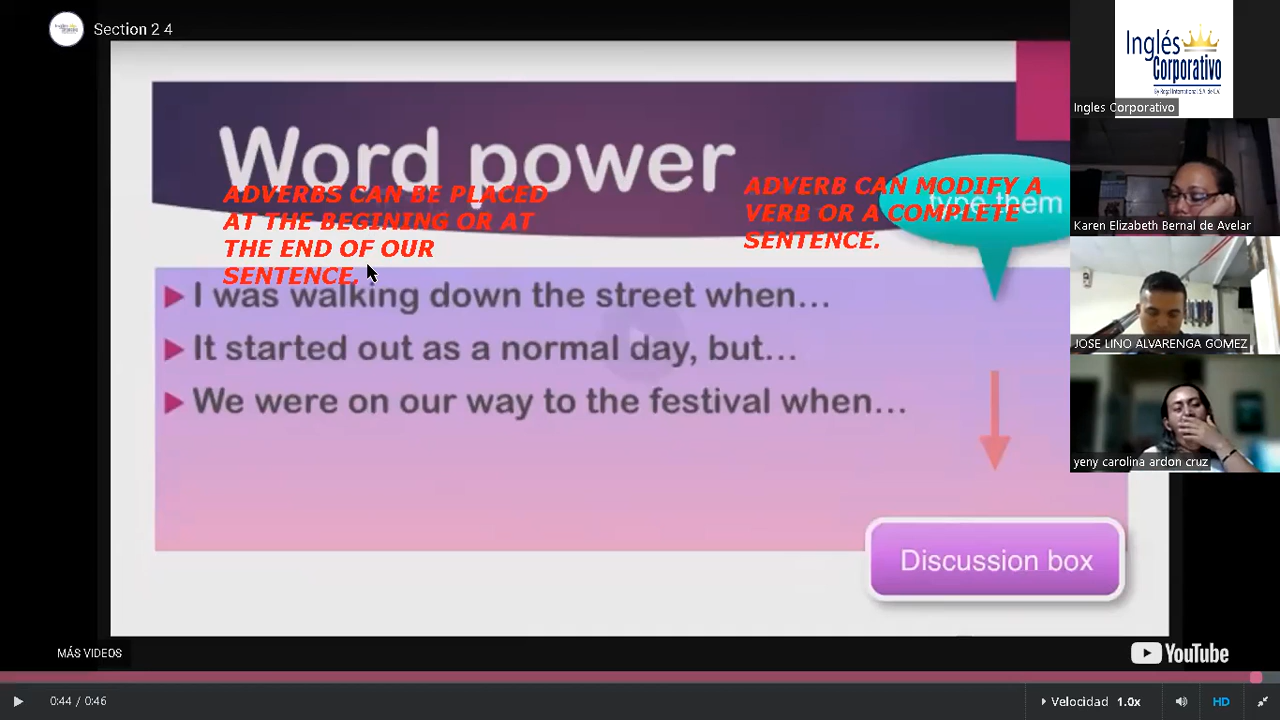 Section 2 4
Word power
ADVERBS CAN BE PLACED
AT THE BEGINING OR AT
THE END OF OUR
SENTENCE.
ADVERB CAN MODIFY A
VERB OR A COMPLETE
SENTENCE.
type them
I was walking down the street when...
It started out as a normal day, but...
We were on our way to the festival when...
Discussion box
MÁS VIDEOS
YouTube
0:44 / 0:46
Velocidad 1.0x
HD
Inglés
Corporativo
Ingles Corporativo
Karen Elizabeth Bernal de Avelar
JOSE LINO ALVARENGA GOMEZ
yeny carolina ardon cruz